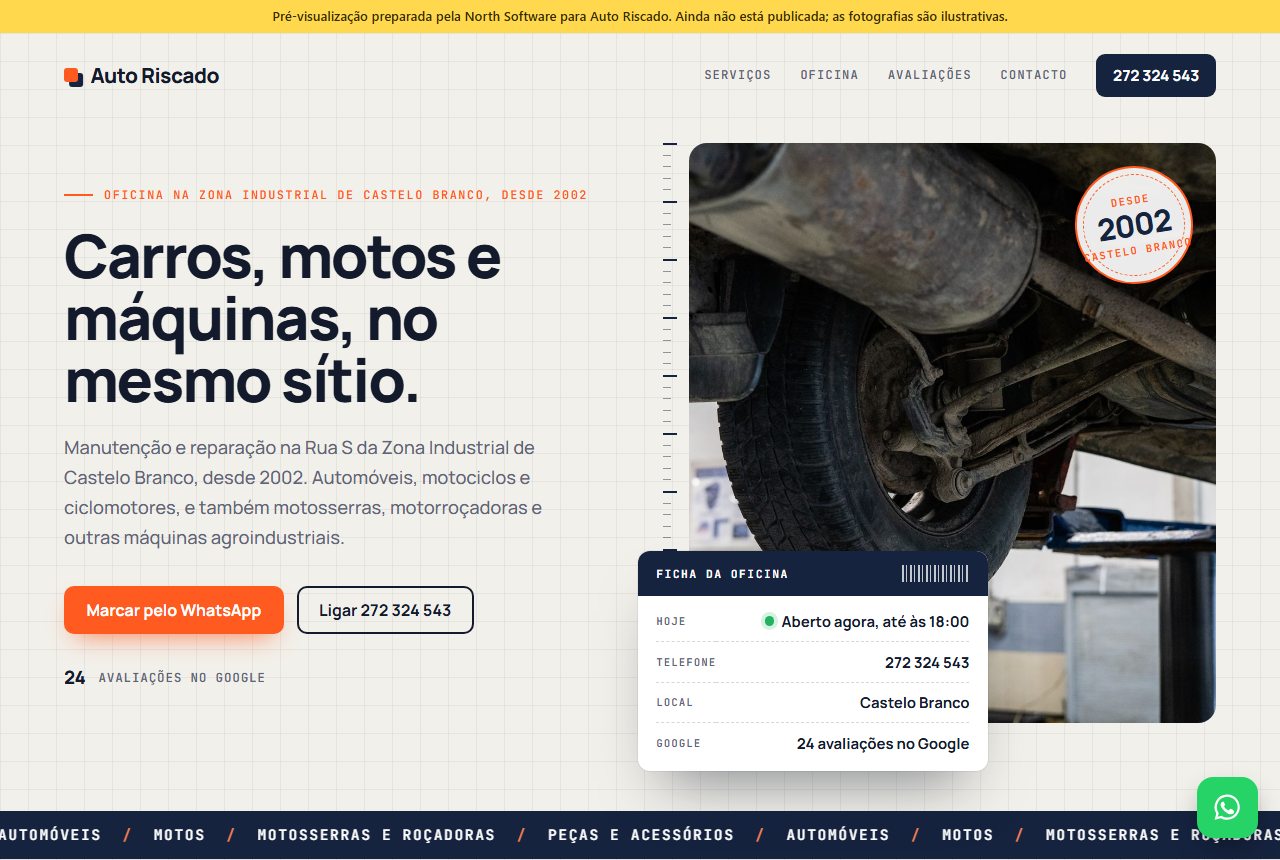 Pré-visualização preparada pela North Software para Auto Riscado. Ainda não está publicada; as fotografias são ilustrativas.
Auto Riscado
SERVIÇOS
OFICINA
AVALIAÇÕES
CONTACTO
272 324 543
OFICINA NA ZONA INDUSTRIAL DE CASTELO BRANCO, DESDE 2002
Carros, motos e
máquinas, no
mesmo sítio.
Manutenção e reparação na Rua S da Zona Industrial de
Castelo Branco, desde 2002. Automóveis, motociclos e
ciclomotores, e também motosserras, motorroçadoras e
outras máquinas agroindustriais.
Marcar pelo WhatsApp
Ligar 272 324 543
24 AVALIAÇÕES NO GOOGLE
DESDE
2002
CASTELO BRANCO
FICHA DA OFICINA
HOJE Aberto agora, até às 18:00
TELEFONE 272 324 543
LOCAL Castelo Branco
GOOGLE 24 avaliações no Google
AUTOMÓVEIS / MOTOS / MOTOSSERRAS E ROÇADORAS / PEÇAS E ACESSÓRIOS / AUTOMÓVEIS / MOTOS / MOTOSSERRAS E ROÇADORAS